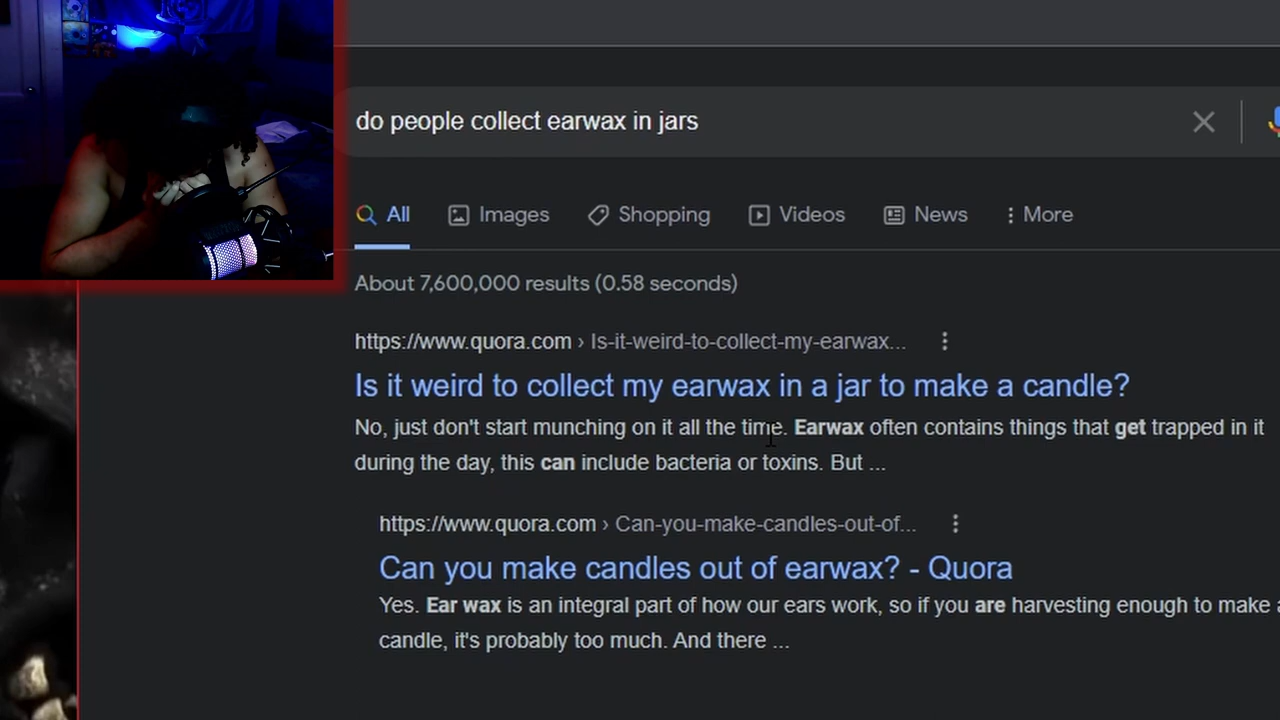 do people collect earwax in jars
All Images Shopping Videos News More
About 7,600,000 results (0.58 seconds)
https://www.quora.com › Is-it-weird-to-collect-my-earwax...
Is it weird to collect my earwax in a jar to make a candle?
No, just don't start munching on it all the time. Earwax often contains things that get trapped in it
during the day, this can include bacteria or toxins. But ...
https://www.quora.com › Can-you-make-candles-out-of...
Can you make candles out of earwax? - Quora
Yes. Ear wax is an integral part of how our ears work, so if you are harvesting enough to make a
candle, it's probably too much. And there ...